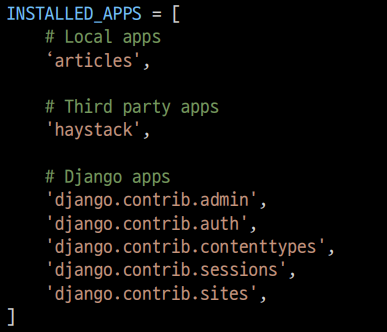 INSTALLED_APPS = [
    # Local apps
    ‘articles',

    # Third party apps
    'haystack',

    # Django apps
    'django.contrib.admin',
    'django.contrib.auth',
    'django.contrib.contenttypes',
    'django.contrib.sessions',
    'django.contrib.sites',
]